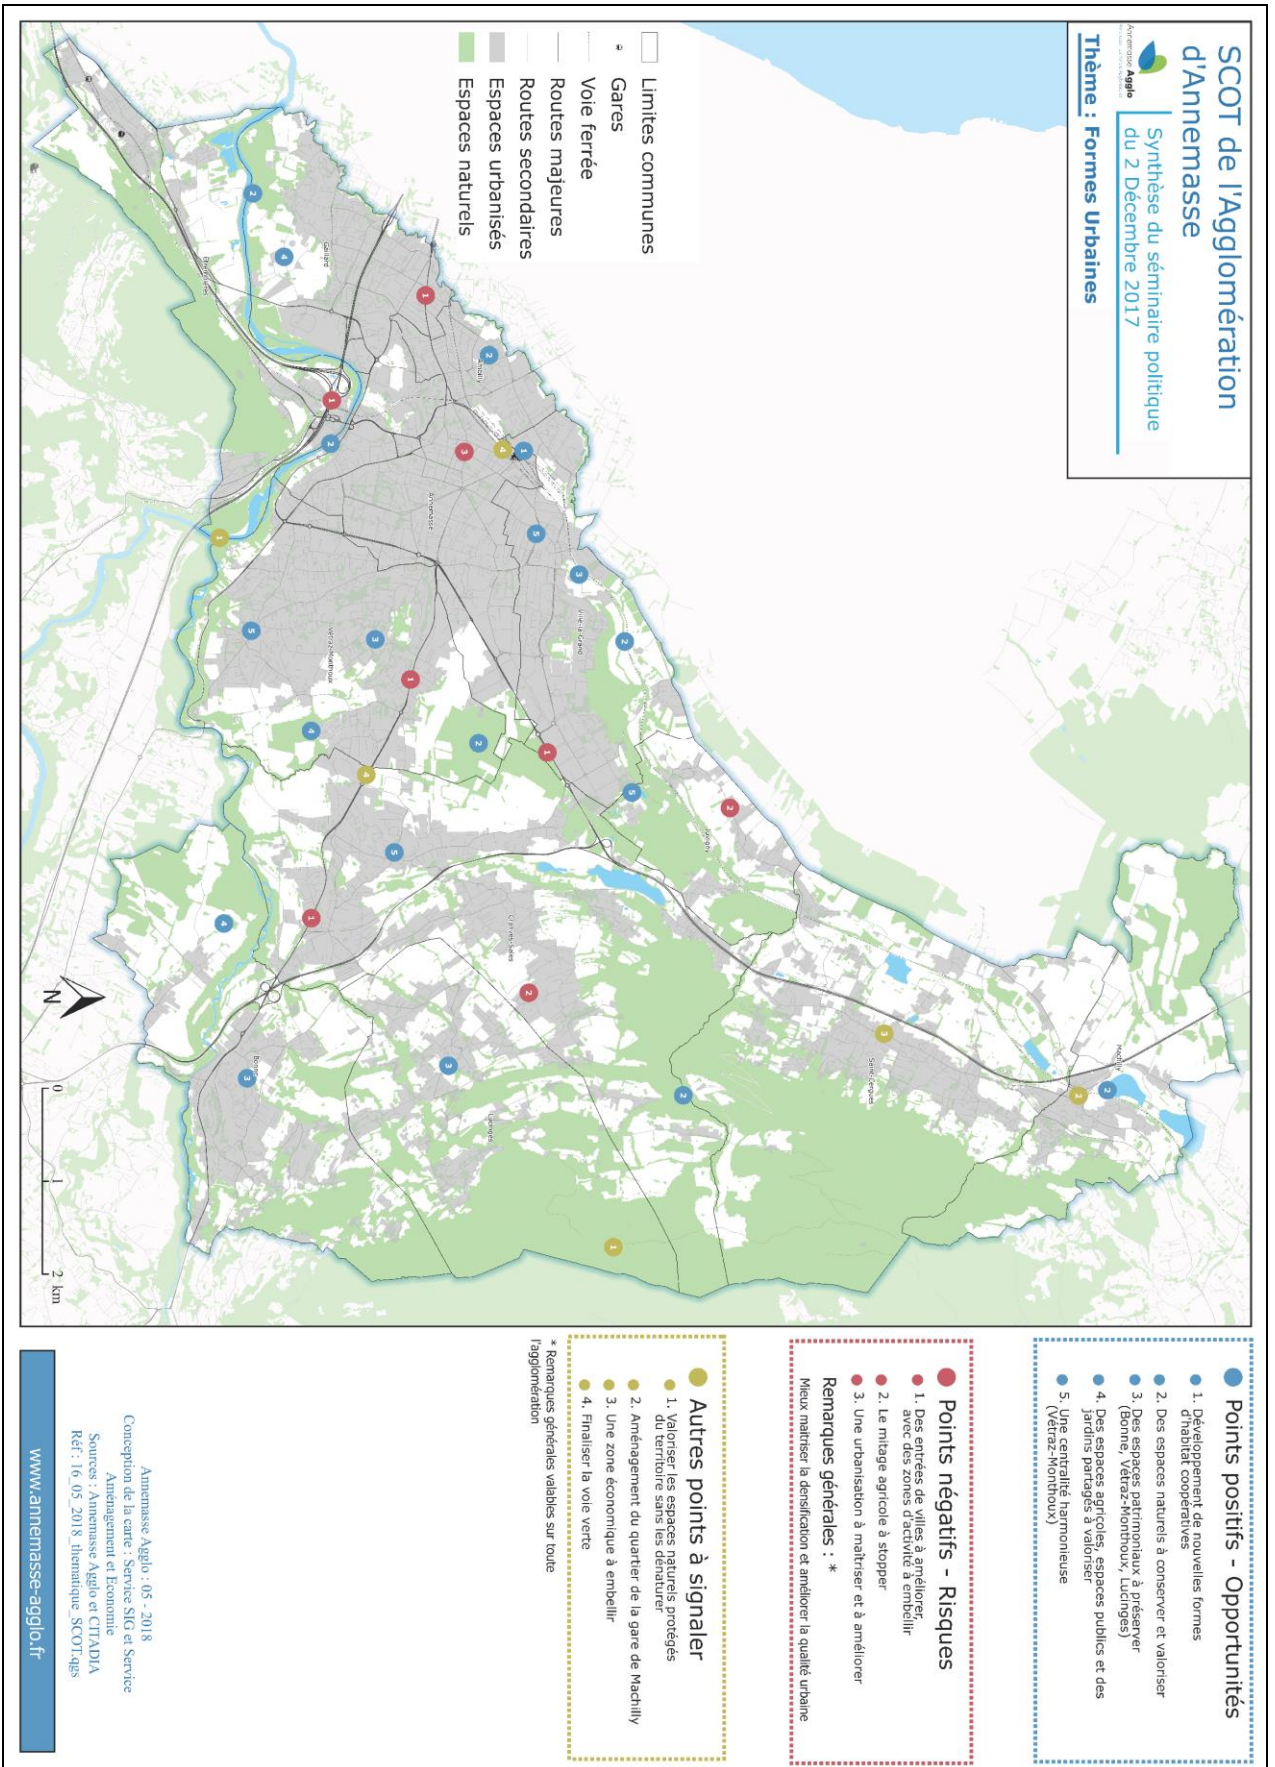 SCOT de l'Agglomération
d'Annemasse
Annemasse Agglo
Synthèse du séminaire politique
du 2 Décembre 2017
Thème : Formes Urbaines
Limites communes
Gares
Voie ferrée
Routes majeures
Routes secondaires
Espaces urbanisés
Espaces naturels
Gaillard
Etrembières
Ambilly
Annemasse
Ville-la-Grand
Vétraz-Monthoux
Juvigny
Cranves-Sales
Saint-Cergues
Machilly
Bonne
Lucinges
1
2
3
4
5
N
0
1
2 km
Points positifs - Opportunités
1. Développement de nouvelles formes
d'habitat coopératives
2. Des espaces naturels à conserver et valoriser
3. Des espaces patrimoniaux à préserver
(Bonne, Vétraz-Monthoux, Lucinges)
4. Des espaces agricoles, espaces publics et des
jardins partagés à valoriser
5. Une centralité harmonieuse
(Vétraz-Monthoux)
Points négatifs - Risques
1. Des entrées de villes à améliorer,
avec des zones d'activité à embellir
2. Le mitage agricole à stopper
3. Une urbanisation à maîtriser et à améliorer
Remarques générales : *
Mieux maitriser la densification et améliorer la qualité urbaine
Autres points à signaler
1. Valoriser les espaces naturels protégés
du territoire sans les dénaturer
2. Aménagement du quartier de la gare de Machilly
3. Une zone économique à embellir
4. Finaliser la voie verte
* Remarques générales valables sur toute
l'agglomération
Annemasse Agglo : 05 - 2018
Conception de la carte : Service SIG et Service
Aménagement et Economie
Sources : Annemasse Agglo et CITADIA
Réf : 16_05_2018_thematique_SCOT.qgs
www.annemasse-agglo.fr